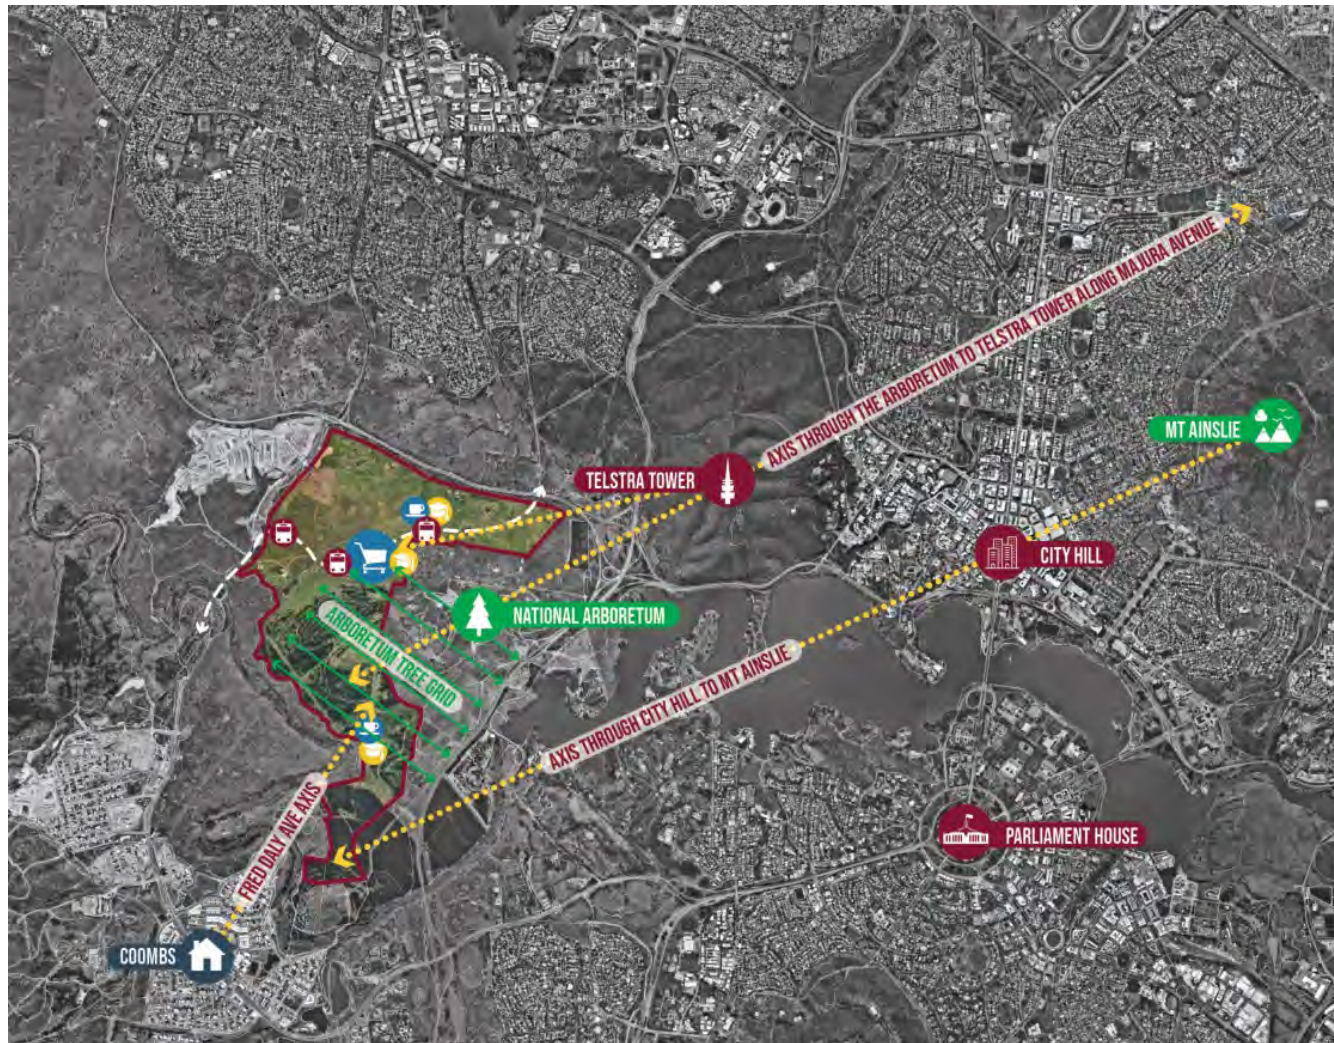 AXIS THROUGH THE ARBORETUM TO TELSTRA TOWER ALONG MAJURA AVENUE
MT AINSLIE
TELSTRA TOWER
CITY HILL
NATIONAL ARBORETUM
ARBORETUM TREE GRID
AXIS THROUGH CITY HILL TO MT AINSLIE
FRED DALY AVE AXIS
PARLIAMENT HOUSE
COOMBS